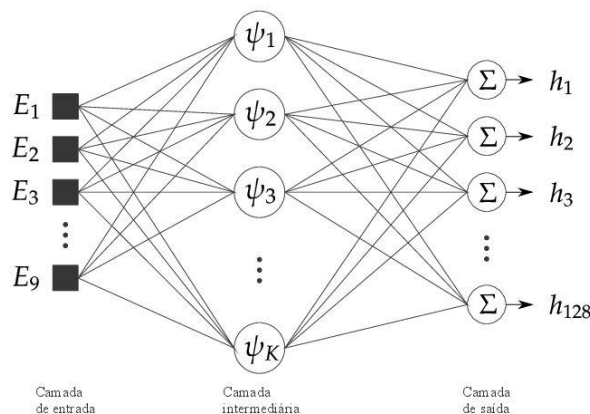 E₁
E₂
E₃
E₉
ψ₁
ψ₂
ψ₃
ψ_K
Σ
Σ
Σ
Σ
h₁
h₂
h₃
h₁₂₈
Camada
de entrada
Camada
intermediária
Camada
de saída